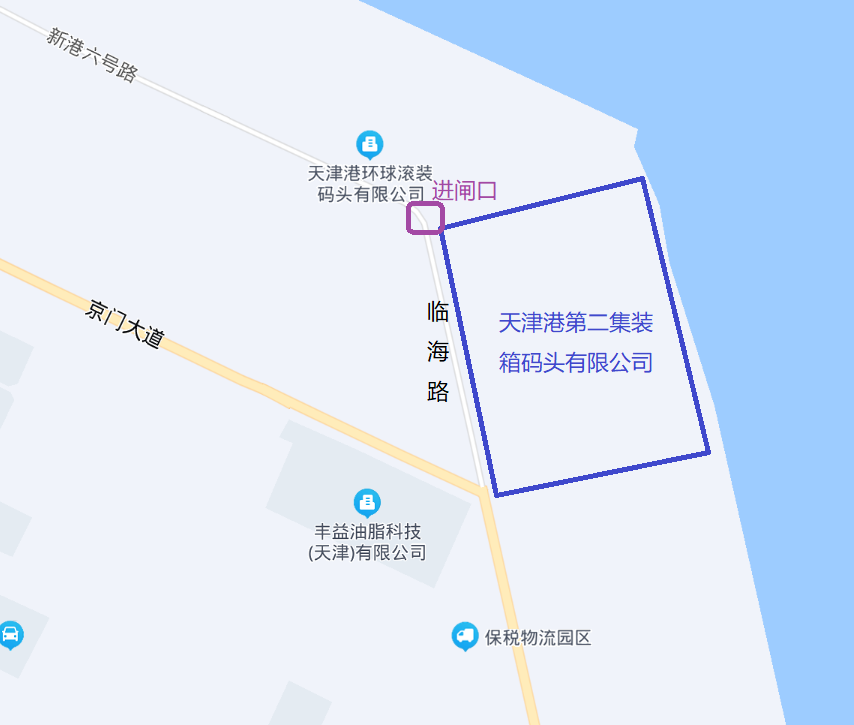 新港六号路
天津港环球滚装
码头有限公司
进闸口
京门大道
临
海
路
天津港第二集装
箱码头有限公司
丰益油脂科技
(天津)有限公司
保税物流园区